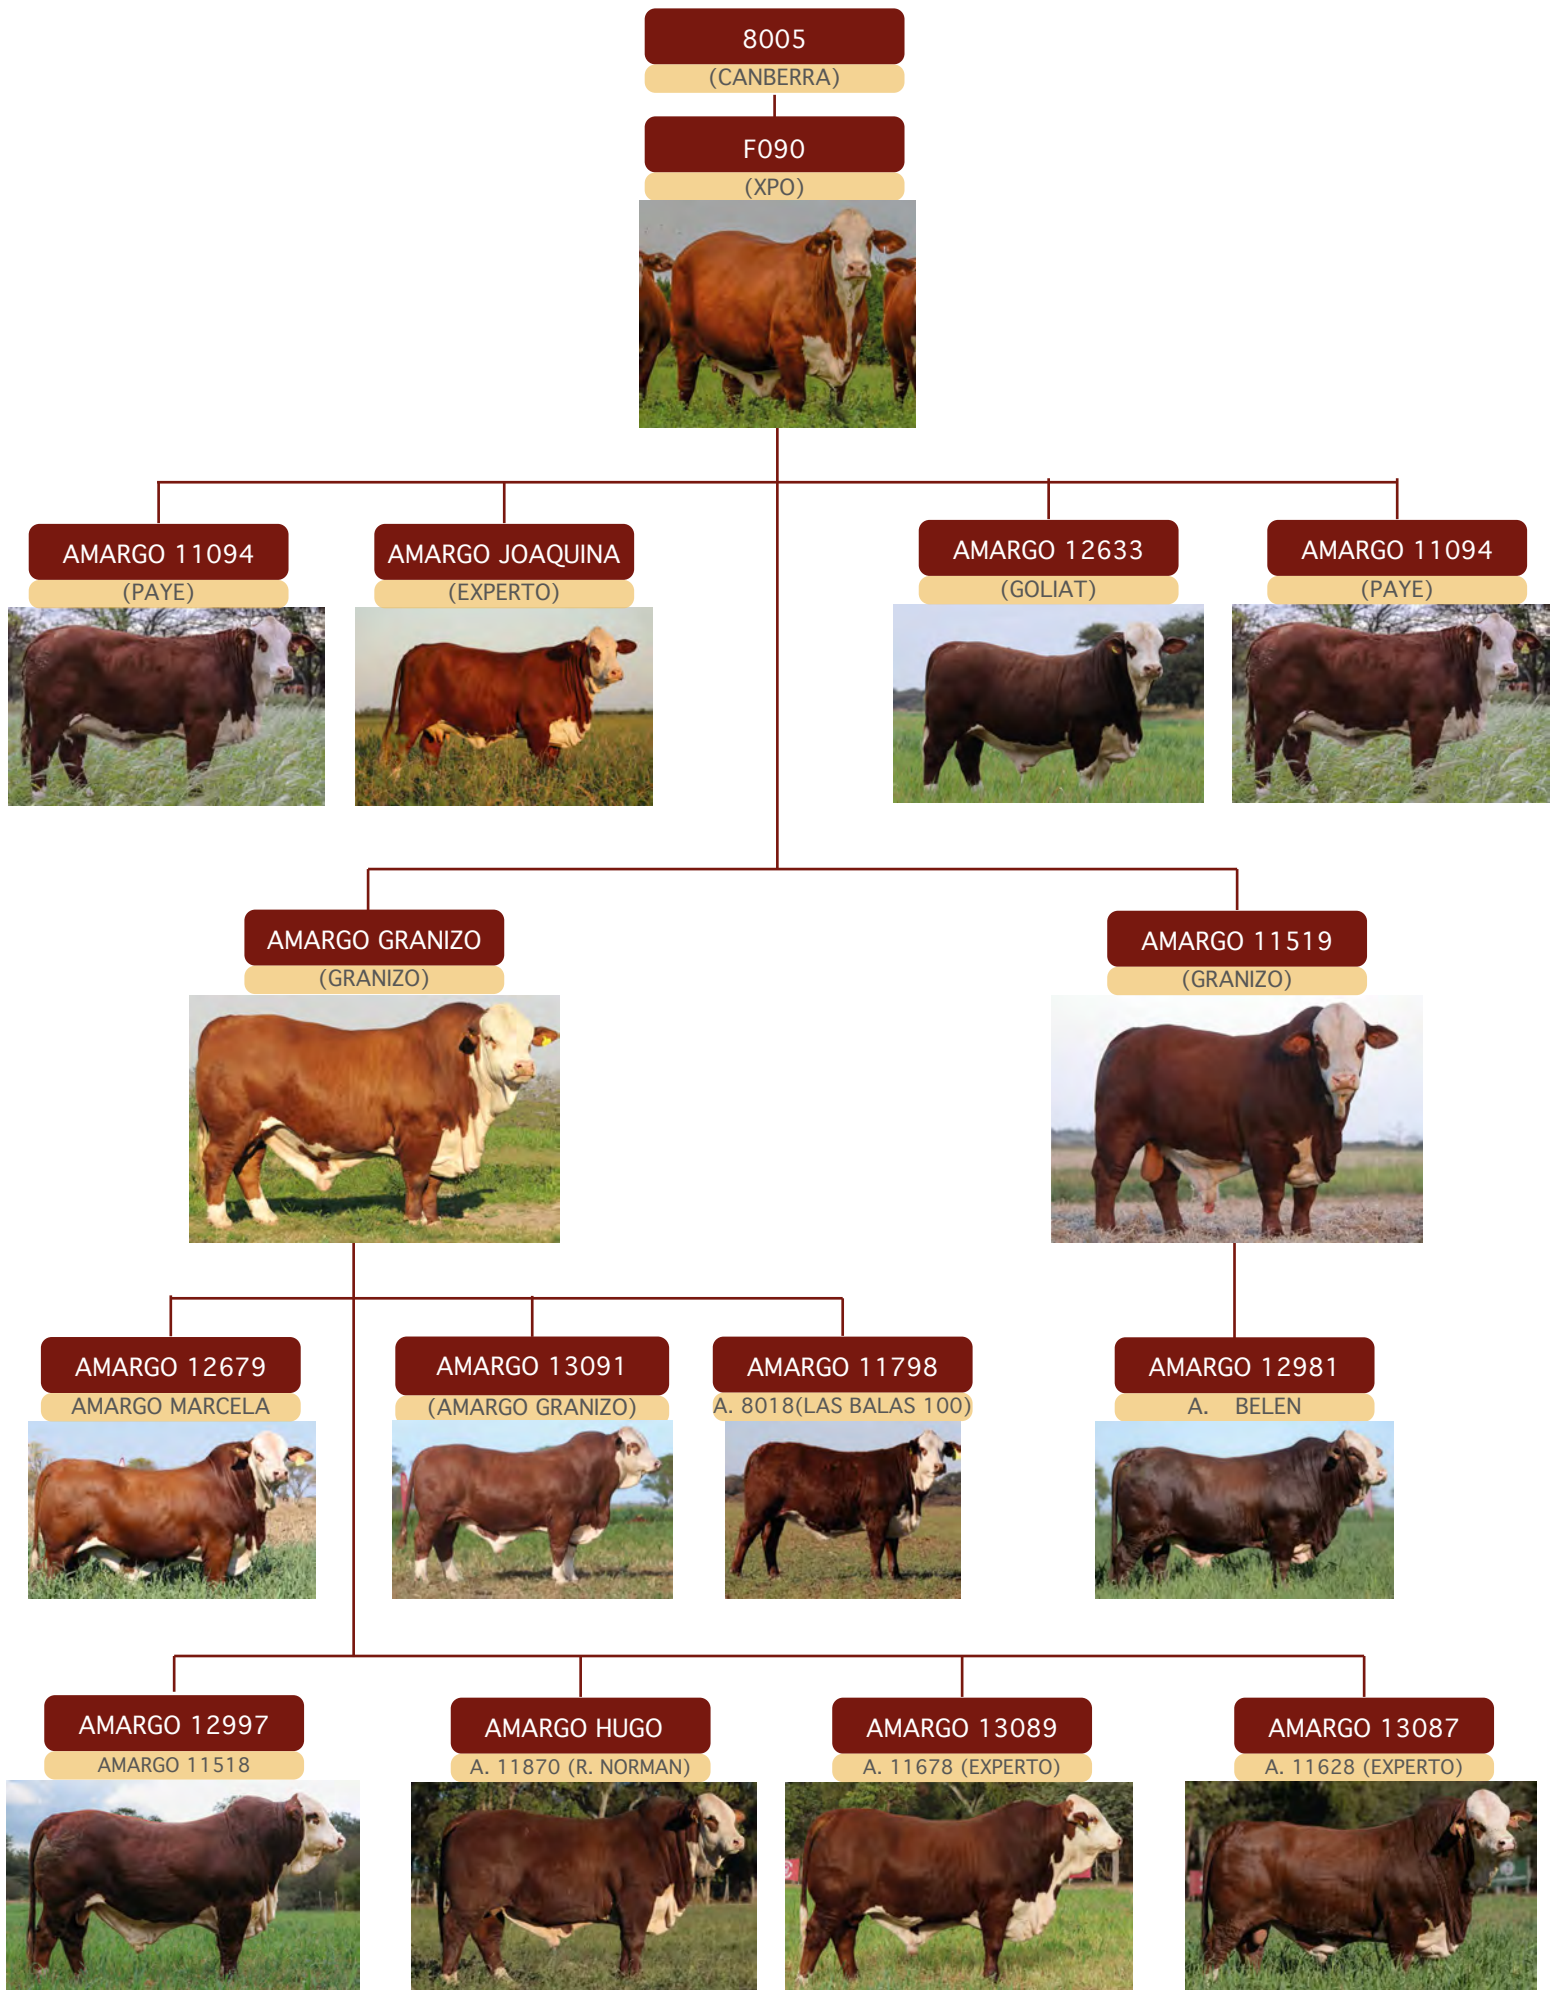 8005
(CANBERRA)
F090
(XPO)
AMARGO 11094
(PAYE)
AMARGO JOAQUINA
(EXPERTO)
AMARGO 12633
(GOLIAT)
AMARGO 11094
(PAYE)
AMARGO GRANIZO
(GRANIZO)
AMARGO 11519
(GRANIZO)
AMARGO 12679
AMARGO MARCELA
AMARGO 13091
(AMARGO GRANIZO)
AMARGO 11798
A. 8018(LAS BALAS 100)
AMARGO 12981
A. BELEN
AMARGO 12997
AMARGO 11518
AMARGO HUGO
A. 11870 (R. NORMAN)
AMARGO 13089
A. 11678 (EXPERTO)
AMARGO 13087
A. 11628 (EXPERTO)